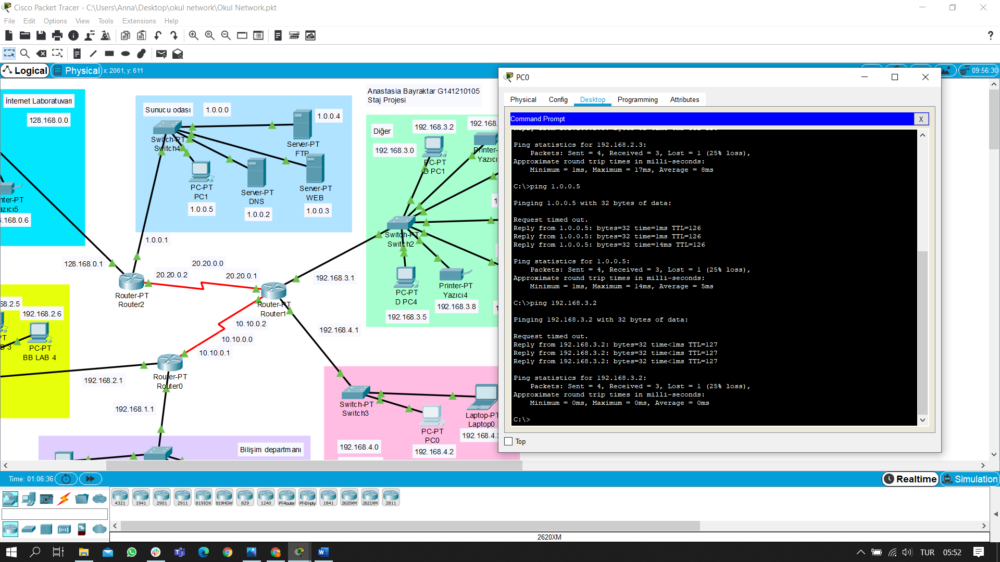 Cisco Packet Tracer - C:\Users\Anna\Desktop\okul network\Okul Network.pkt
File Edit Options View Tools Extensions Help
Logical
Physical
x: 2061, y: 611
09:56:30
İnternet Laboratuvarı
128.168.0.0
Sunucu odası
1.0.0.0
1.0.0.4
Switch-PT
Switch4
Server-PT
FTP
PC-PT
PC1
1.0.0.5
Server-PT
DNS
1.0.0.2
Server-PT
WEB
1.0.0.3
Anastasia Bayraktar G141210105
Staj Projesi
Diğer
192.168.3.0
192.168.3.2
192.168.
PC-PT
D PC1
Printer-
Yazıcı
nter-PT
azıcı5
.168.0.6
1.0.0.1
128.168.0.1
20.20.0.0
20.20.0.2
20.20.0.1
Router-PT
Router2
Router-PT
Router1
Switch-PT
Switch2
192.168.3.1
PC-PT
D PC4
192.168.3.5
Printer-PT
Yazıcı4
192.168.3.8
68.2.5
192.168.2.6
PC-PT
BB LAB 4
10.10.0.2
10.10.0.0
10.10.0.1
192.168.4.1
Router-PT
Router0
192.168.2.1
192.168.1.1
Switch-PT
Switch3
PC-PT
PC0
192.168.4.2
Laptop-PT
Laptop0
192.168.4.3
192.168.4.0
Bilişim departmanı
PC0
Physical Config Desktop Programming Attributes
Command Prompt
X
Ping statistics for 192.168.2.3:
Packets: Sent = 4, Received = 3, Lost = 1 (25% loss),
Approximate round trip times in milli-seconds:
Minimum = 1ms, Maximum = 17ms, Average = 8ms
C:\>ping 1.0.0.5
Pinging 1.0.0.5 with 32 bytes of data:
Request timed out.
Reply from 1.0.0.5: bytes=32 time=1ms TTL=126
Reply from 1.0.0.5: bytes=32 time=1ms TTL=126
Reply from 1.0.0.5: bytes=32 time=14ms TTL=126
Ping statistics for 1.0.0.5:
Packets: Sent = 4, Received = 3, Lost = 1 (25% loss),
Approximate round trip times in milli-seconds:
Minimum = 1ms, Maximum = 14ms, Average = 5ms
C:\>ping 192.168.3.2
Pinging 192.168.3.2 with 32 bytes of data:
Request timed out.
Reply from 192.168.3.2: bytes=32 time<1ms TTL=127
Reply from 192.168.3.2: bytes=32 time<1ms TTL=127
Reply from 192.168.3.2: bytes=32 time<1ms TTL=127
Ping statistics for 192.168.3.2:
Packets: Sent = 4, Received = 3, Lost = 1 (25% loss),
Approximate round trip times in milli-seconds:
Minimum = 0ms, Maximum = 0ms, Average = 0ms
C:\>
Top
Time: 01:06:36
Realtime
Simulation
4321 1941 2901 2911 819IOX 819HGW 829 1240 PT-Router PT-Empty 1841 2620XM 2621XM 2811
2620XM
TUR
05:52